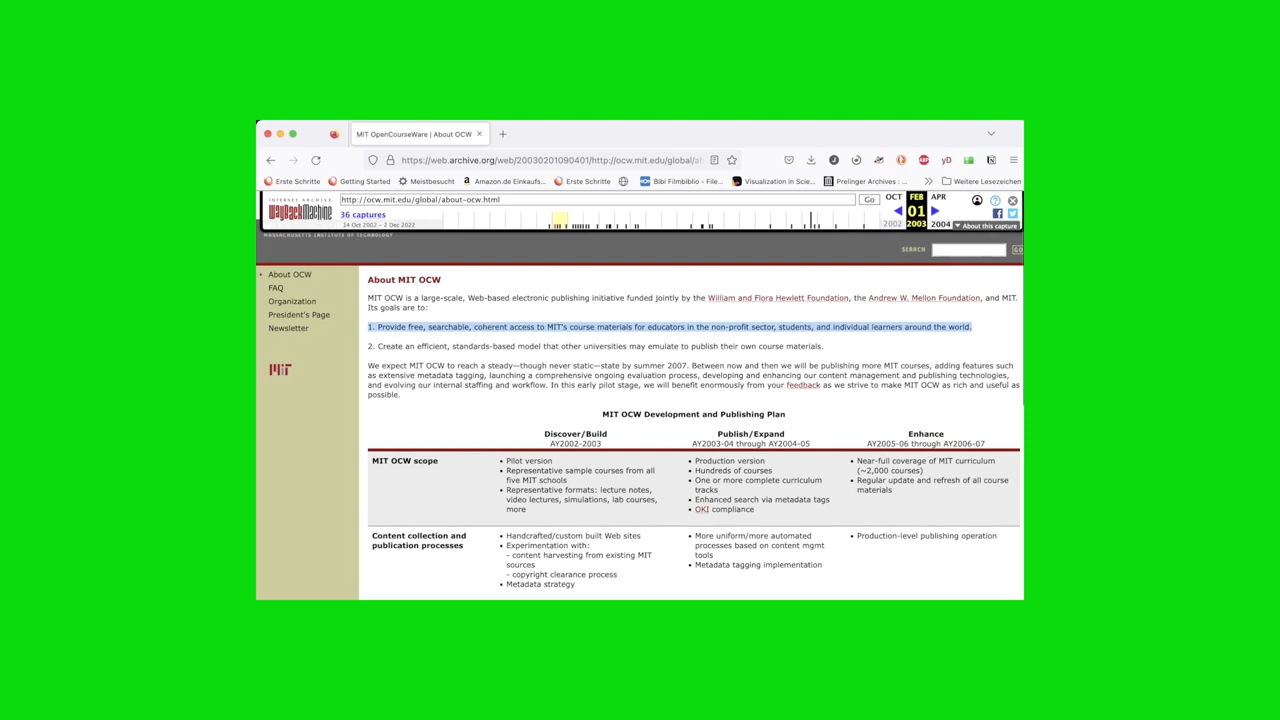 MIT OpenCourseWare | About OCW
https://web.archive.org/web/20030201090401/http://ocw.mit.edu/global/ab
Erste Schritte Getting Started Meistbesucht Amazon.de Einkaufs... Erste Schritte Bibi Filmbiblio - File... Visualization in Scie... Prelinger Archives : ... Weitere Lesezeichen
INTERNET ARCHIVE
WayBackMachine
http://ocw.mit.edu/global/about-ocw.html Go
36 captures
14 Oct 2002 – 2 Dec 2022
OCT FEB APR
01
2002 2003 2004
About this capture
MASSACHUSETTS INSTITUTE OF TECHNOLOGY
SEARCH GO
About OCW
FAQ
Organization
President's Page
Newsletter
MIT
About MIT OCW
MIT OCW is a large-scale, Web-based electronic publishing initiative funded jointly by the William and Flora Hewlett Foundation, the Andrew W. Mellon Foundation, and MIT.
Its goals are to:
1. Provide free, searchable, coherent access to MIT's course materials for educators in the non-profit sector, students, and individual learners around the world.
2. Create an efficient, standards-based model that other universities may emulate to publish their own course materials.
We expect MIT OCW to reach a steady—though never static—state by summer 2007. Between now and then we will be publishing more MIT courses, adding features such
as extensive metadata tagging, launching a comprehensive ongoing evaluation process, developing and enhancing our content management and publishing technologies,
and evolving our internal staffing and workflow. In this early pilot stage, we will benefit enormously from your feedback as we strive to make MIT OCW as rich and useful as
possible.
MIT OCW Development and Publishing Plan
Discover/Build
AY2002-2003
Publish/Expand
AY2003-04 through AY2004-05
Enhance
AY2005-06 through AY2006-07
MIT OCW scope
• Pilot version
• Representative sample courses from all
five MIT schools
• Representative formats: lecture notes,
video lectures, simulations, lab courses,
more
• Production version
• Hundreds of courses
• One or more complete curriculum
tracks
• Enhanced search via metadata tags
• OKI compliance
• Near-full coverage of MIT curriculum
(~2,000 courses)
• Regular update and refresh of all course
materials
Content collection and
publication processes
• Handcrafted/custom built Web sites
• Experimentation with:
- content harvesting from existing MIT
sources
- copyright clearance process
• Metadata strategy
• More uniform/more automated
processes based on content mgmt
tools
• Metadata tagging implementation
• Production-level publishing operation